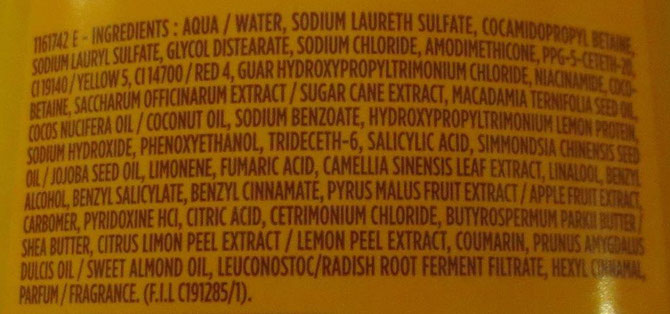 1161742 E - INGREDIENTS : AQUA / WATER, SODIUM LAURETH SULFATE, COCAMIDOPROPYL BETAINE,
SODIUM LAURYL SULFATE, GLYCOL DISTEARATE, SODIUM CHLORIDE, AMODIMETHICONE, PPG-5-CETETH-20,
CI 19140 / YELLOW 5, CI 14700 / RED 4, GUAR HYDROXYPROPYLTRIMONIUM CHLORIDE, NIACINAMIDE, COCO-
BETAINE, SACCHARUM OFFICINARUM EXTRACT / SUGAR CANE EXTRACT, MACADAMIA TERNIFOLIA SEED OIL,
COCOS NUCIFERA OIL / COCONUT OIL, SODIUM BENZOATE, HYDROXYPROPYLTRIMONIUM LEMON PROTEIN,
SODIUM HYDROXIDE, PHENOXYETHANOL, TRIDECETH-6, SALICYLIC ACID, SIMMONDSIA CHINENSIS SEED
OIL / JOJOBA SEED OIL, LIMONENE, FUMARIC ACID, CAMELLIA SINENSIS LEAF EXTRACT, LINALOOL, BENZYL
ALCOHOL, BENZYL SALICYLATE, BENZYL CINNAMATE, PYRUS MALUS FRUIT EXTRACT / APPLE FRUIT EXTRACT,
CARBOMER, PYRIDOXINE HCl, CITRIC ACID, CETRIMONIUM CHLORIDE, BUTYROSPERMUM PARKII BUTTER /
SHEA BUTTER, CITRUS LIMON PEEL EXTRACT / LEMON PEEL EXTRACT, COUMARIN, PRUNUS AMYGDALUS
DULCIS OIL / SWEET ALMOND OIL, LEUCONOSTOC/RADISH ROOT FERMENT FILTRATE, HEXYL CINNAMAL,
PARFUM / FRAGRANCE. (F.I.L C191285/1).